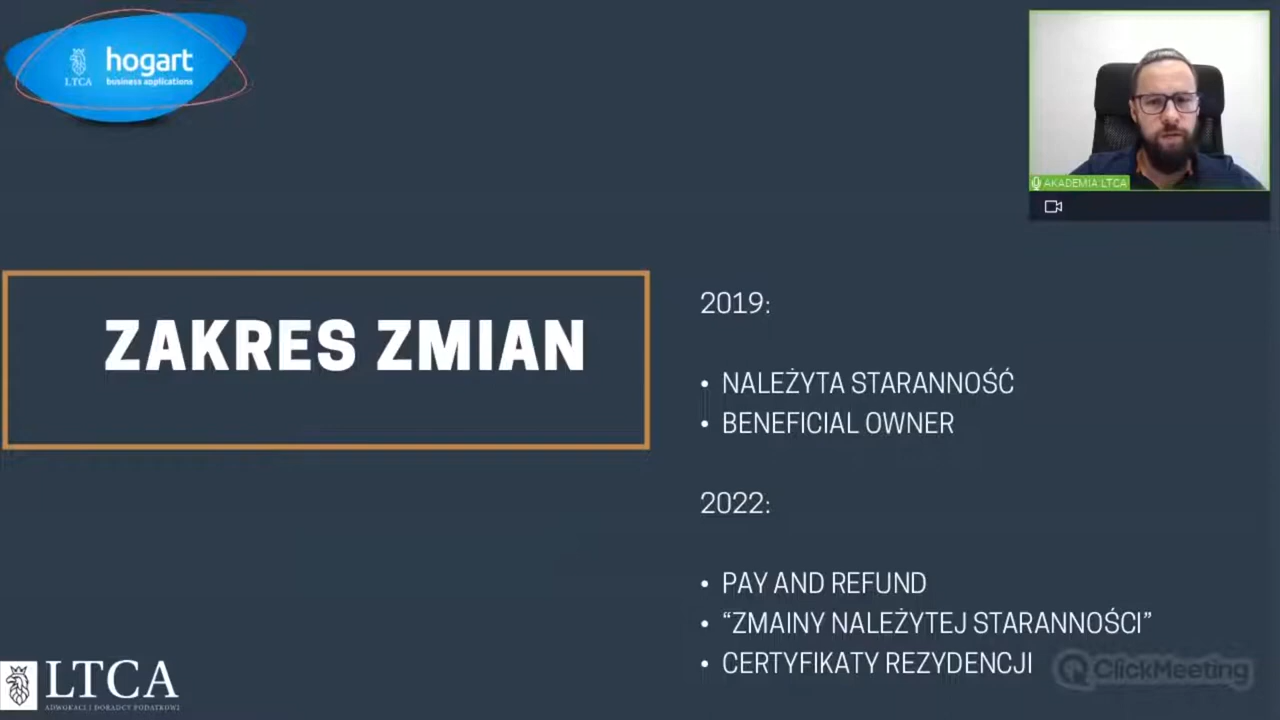 LTCA
hogart
business applications
AKADEMIA LTCA
ZAKRES ZMIAN
2019:
• NALEŻYTA STARANNOŚĆ
• BENEFICIAL OWNER
2022:
• PAY AND REFUND
• “ZMAINY NALEŻYTEJ STARANNOŚCI”
• CERTYFIKATY REZYDENCJI
ClickMeeting
LTCA
ADWOKACI I DORADCY PODATKOWI